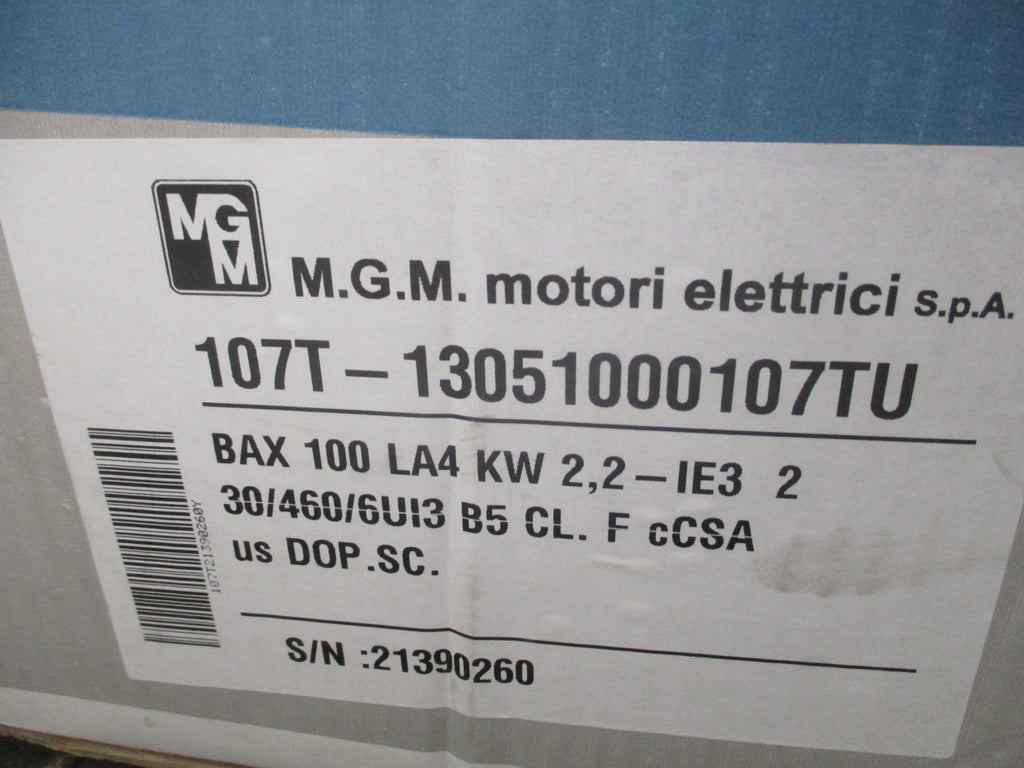 MGM
M.G.M. motori elettrici S.p.A.
107T-13051000107TU
BAX 100 LA4 KW 2,2-IE3 2
30/460/6UI3 B5 CL. F cCSA
us DOP.SC.
107T21390260Y
S/N :21390260